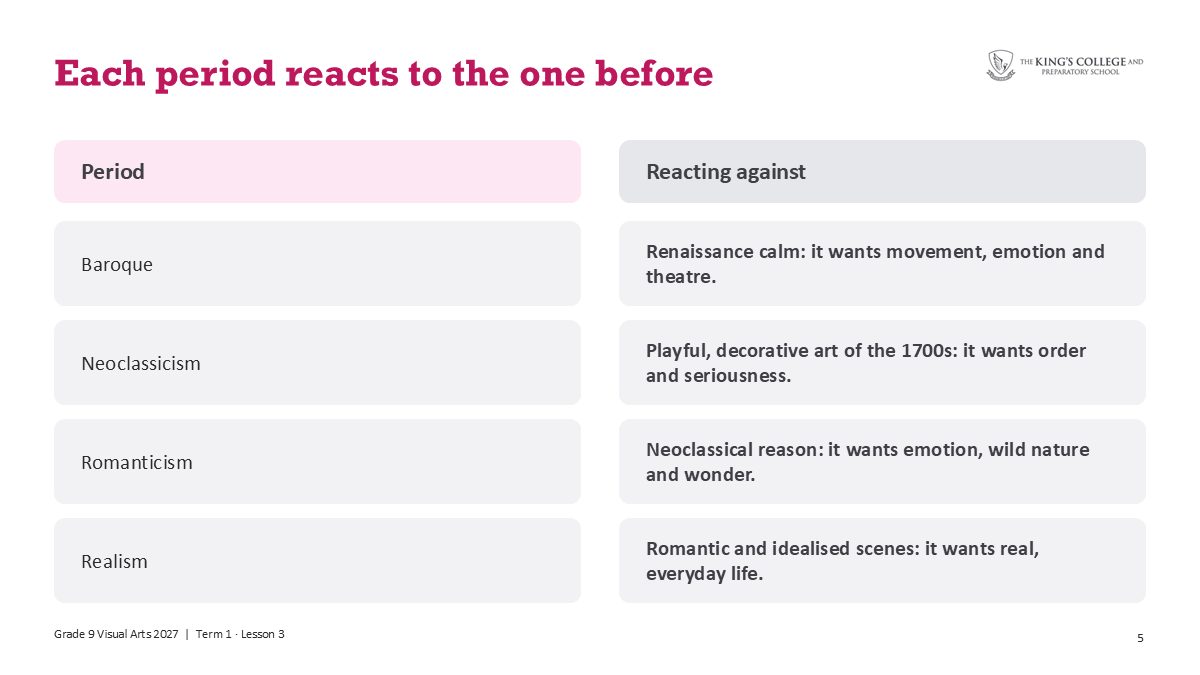 Each period reacts to the one before
THE KING'S COLLEGE AND
PREPARATORY SCHOOL
Period
Reacting against
Baroque
Renaissance calm: it wants movement, emotion and
theatre.
Neoclassicism
Playful, decorative art of the 1700s: it wants order
and seriousness.
Romanticism
Neoclassical reason: it wants emotion, wild nature
and wonder.
Realism
Romantic and idealised scenes: it wants real,
everyday life.
Grade 9 Visual Arts 2027 | Term 1 · Lesson 3
5